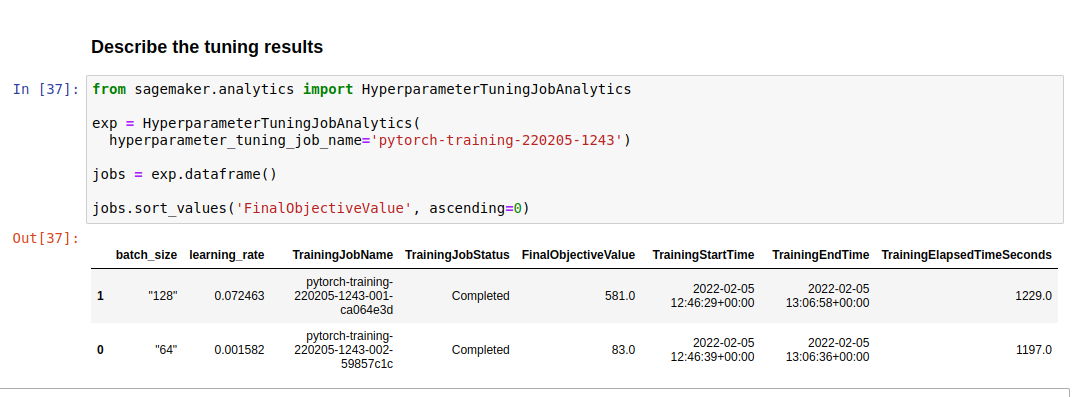 Describe the tuning results
In [37]:
from sagemaker.analytics import HyperparameterTuningJobAnalytics
exp = HyperparameterTuningJobAnalytics(
hyperparameter_tuning_job_name='pytorch-training-220205-1243')
jobs = exp.dataframe()
jobs.sort_values('FinalObjectiveValue', ascending=0)
Out[37]:
batch_size learning_rate TrainingJobName TrainingJobStatus FinalObjectiveValue TrainingStartTime TrainingEndTime TrainingElapsedTimeSeconds
1 "128" 0.072463 pytorch-training-220205-1243-001-ca064e3d Completed 581.0 2022-02-05 12:46:29+00:00 2022-02-05 13:06:58+00:00 1229.0
0 "64" 0.001582 pytorch-training-220205-1243-002-59857c1c Completed 83.0 2022-02-05 12:46:39+00:00 2022-02-05 13:06:36+00:00 1197.0